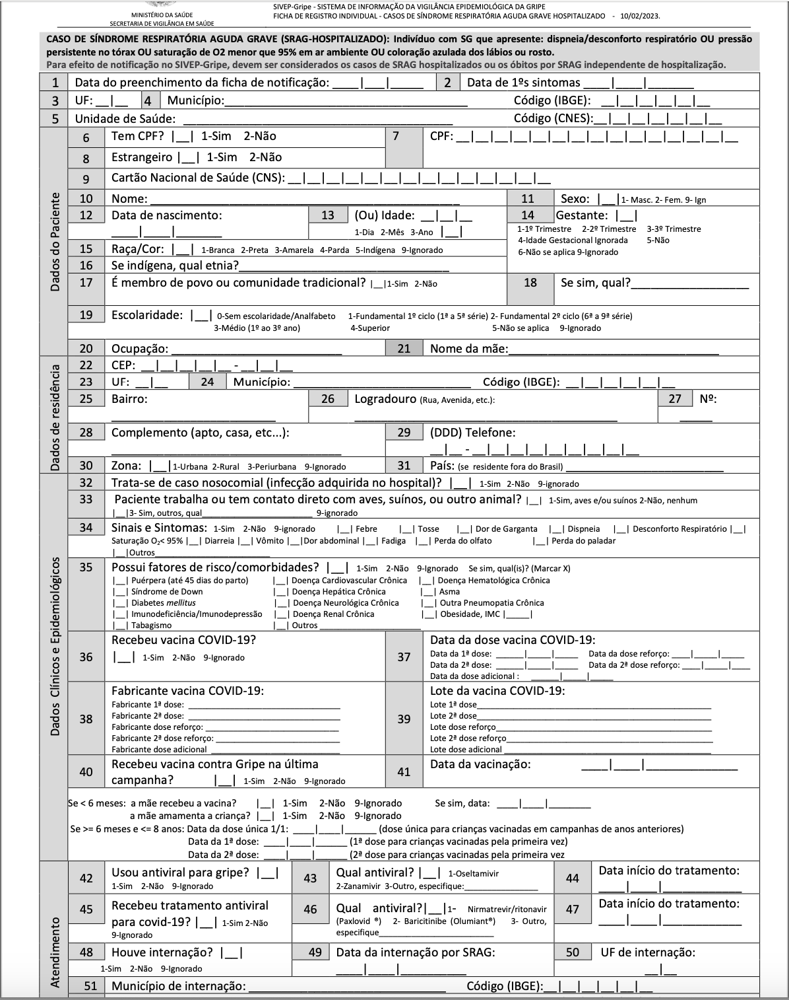 MINISTÉRIO DA SAÚDE
SECRETARIA DE VIGILÂNCIA EM SAÚDE
SIVEP-Gripe - SISTEMA DE INFORMAÇÃO DA VIGILÂNCIA EPIDEMIOLÓGICA DA GRIPE
FICHA DE REGISTRO INDIVIDUAL - CASOS DE SÍNDROME RESPIRATÓRIA AGUDA GRAVE HOSPITALIZADO - 10/02/2023.
CASO DE SÍNDROME RESPIRATÓRIA AGUDA GRAVE (SRAG-HOSPITALIZADO): Indivíduo com SG que apresente: dispneia/desconforto respiratório OU pressão
persistente no tórax OU saturação de O2 menor que 95% em ar ambiente OU coloração azulada dos lábios ou rosto.
Para efeito de notificação no SIVEP-Gripe, devem ser considerados os casos de SRAG hospitalizados ou os óbitos por SRAG independente de hospitalização.
1 Data do preenchimento da ficha de notificação: ____|___|_____ 2 Data de 1ºs sintomas ____|____|_______
3 UF: __|__ 4 Município:____________________ Código (IBGE): __|__|__|__|__|__
5 Unidade de Saúde: ____________________ Código (CNES):__|__|__|__|__|__|__
Dados do Paciente
6 Tem CPF? |__| 1-Sim 2-Não 7 CPF: __|__|__|__|__|__|__|__|__|__|__|__|__|__|__
8 Estrangeiro |__| 1-Sim 2-Não
9 Cartão Nacional de Saúde (CNS): __|__|__|__|__|__|__|__|__|__|__|__|__|__
10 Nome: ____________________ 11 Sexo: |__|1- Masc. 2- Fem. 9- Ign
12 Data de nascimento: 13 (Ou) Idade: __|__|__ 14 Gestante: |__|
____|____|_______ 1-Dia 2-Mês 3-Ano |__| 1-1º Trimestre 2-2º Trimestre 3-3º Trimestre
4-Idade Gestacional Ignorada 5-Não
15 Raça/Cor: |__| 1-Branca 2-Preta 3-Amarela 4-Parda 5-Indígena 9-Ignorado 6-Não se aplica 9-Ignorado
16 Se indígena, qual etnia?____________________
17 É membro de povo ou comunidade tradicional? |__|1-Sim 2-Não 18 Se sim, qual?____________________
19 Escolaridade: |__| 0-Sem escolaridade/Analfabeto 1-Fundamental 1º ciclo (1ª a 5ª série) 2- Fundamental 2º ciclo (6ª a 9ª série)
3-Médio (1º ao 3º ano) 4-Superior 5-Não se aplica 9-Ignorado
20 Ocupação: ____________________ 21 Nome da mãe:____________________
Dados de residência
22 CEP: __|__|__|__|__ - __|__|__
23 UF: __|__ 24 Município: ____________________ Código (IBGE): __|__|__|__|__|__
25 Bairro: 26 Logradouro (Rua, Avenida, etc.): 27 Nº:
____________________ ____________________ _____
28 Complemento (apto, casa, etc...): 29 (DDD) Telefone:
____________________ __|__ - __|__|__|__|__|__|__|__|__
30 Zona: |__|1-Urbana 2-Rural 3-Periurbana 9-Ignorado 31 País: (se residente fora do Brasil) ____________________
Dados Clínicos e Epidemiológicos
32 Trata-se de caso nosocomial (infecção adquirida no hospital)? |__| 1-Sim 2-Não 9-ignorado
33 Paciente trabalha ou tem contato direto com aves, suínos, ou outro animal? |__| 1-Sim, aves e/ou suínos 2-Não, nenhum
|__|3- Sim, outros, qual____________________ 9-ignorado
34 Sinais e Sintomas: 1-Sim 2-Não 9-ignorado |__| Febre |__| Tosse |__| Dor de Garganta |__| Dispneia |__| Desconforto Respiratório |__|
Saturação O₂< 95% |__| Diarreia |__| Vômito |__|Dor abdominal |__| Fadiga |__| Perda do olfato |__| Perda do paladar
|__|Outros____________________
35 Possui fatores de risco/comorbidades? |__| 1-Sim 2-Não 9-Ignorado Se sim, qual(is)? (Marcar X)
|__| Puérpera (até 45 dias do parto) |__| Doença Cardiovascular Crônica |__| Doença Hematológica Crônica
|__| Síndrome de Down |__| Doença Hepática Crônica |__| Asma
|__| Diabetes mellitus |__| Doença Neurológica Crônica |__| Outra Pneumopatia Crônica
|__| Imunodeficiência/Imunodepressão |__| Doença Renal Crônica |__| Obesidade, IMC |_____|
|__| Tabagismo |__| Outros ____________________
36 Recebeu vacina COVID-19? 37 Data da dose vacina COVID-19:
|__| 1-Sim 2-Não 9-Ignorado Data da 1ª dose: ______|_____|_____ Data da dose reforço: ____|_____|_____
Data da 2ª dose: ______|_____|_____ Data da 2ª dose reforço: ____|_____|____
Data da dose adicional : ______|_____|_____
38 Fabricante vacina COVID-19: 39 Lote da vacina COVID-19:
Fabricante 1ª dose: ____________________ Lote 1ª dose____________________
Fabricante 2ª dose: ____________________ Lote 2ª dose____________________
Fabricante dose reforço: ____________________ Lote dose reforço____________________
Fabricante 2ª dose reforço: ____________________ Lote 2ª dose reforço____________________
Fabricante dose adicional ____________________ Lote dose adicional ____________________
40 Recebeu vacina contra Gripe na última 41 Data da vacinação: ____|____|______________
campanha? |__| 1-Sim 2-Não 9-Ignorado
Se < 6 meses: a mãe recebeu a vacina? |__| 1-Sim 2-Não 9-Ignorado Se sim, data: ____|____|________
a mãe amamenta a criança? |__| 1-Sim 2-Não 9-Ignorado
Se >= 6 meses e <= 8 anos: Data da dose única 1/1: ____|____|______ (dose única para crianças vacinadas em campanhas de anos anteriores)
Data da 1ª dose: ____|____|______ (1ª dose para crianças vacinadas pela primeira vez)
Data da 2ª dose: ____|____|______ (2ª dose para crianças vacinadas pela primeira vez
Atendimento
42 Usou antiviral para gripe? |__| 43 Qual antiviral? |__| 1-Oseltamivir 44 Data início do tratamento:
1-Sim 2-Não 9-Ignorado 2-Zanamivir 3-Outro, especifique:____________________ ____|____|____________
45 Recebeu tratamento antiviral 46 Qual antiviral?|__|1- Nirmatrevir/ritonavir 47 Data início do tratamento:
para covid-19? |__| 1-Sim 2-Não (Paxlovid ®) 2- Baricitinibe (Olumiant®) 3- Outro, ____|____|____________
9-Ignorado especifique____________________
48 Houve internação? |__| 49 Data da internação por SRAG: 50 UF de internação:
1-Sim 2-Não 9-Ignorado ____|____|__________ __|__
51 Município de internação: ____________________ Código (IBGE):__|__|__|__|__|__